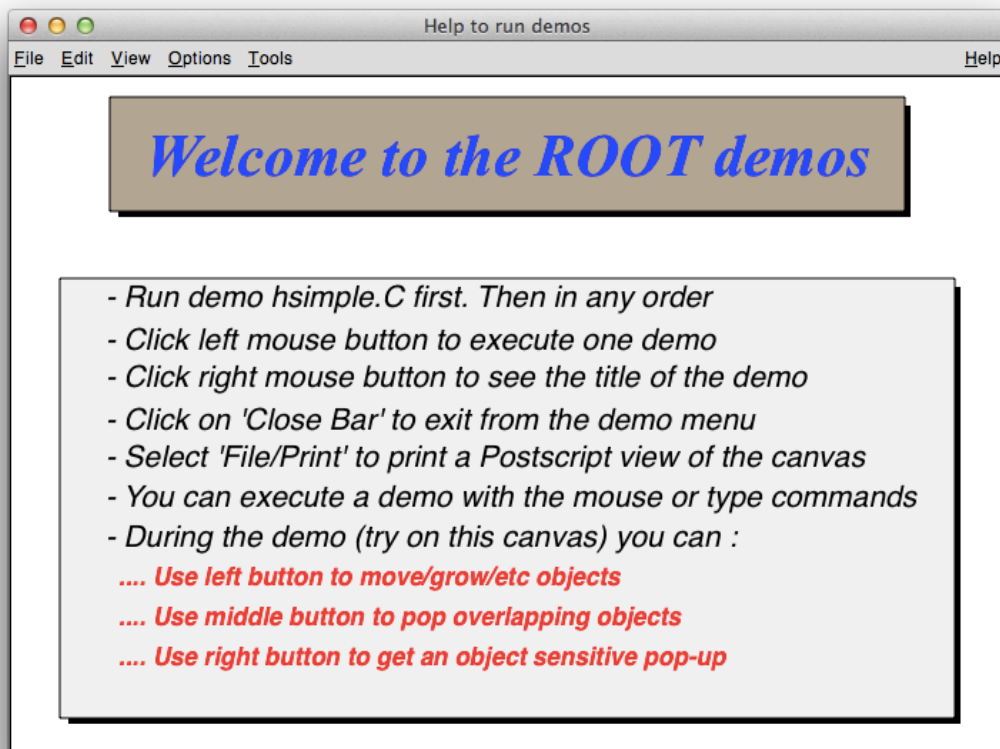 Help to run demos
File Edit View Options Tools Help
Welcome to the ROOT demos
- Run demo hsimple.C first. Then in any order
- Click left mouse button to execute one demo
- Click right mouse button to see the title of the demo
- Click on 'Close Bar' to exit from the demo menu
- Select 'File/Print' to print a Postscript view of the canvas
- You can execute a demo with the mouse or type commands
- During the demo (try on this canvas) you can :
.... Use left button to move/grow/etc objects
.... Use middle button to pop overlapping objects
.... Use right button to get an object sensitive pop-up